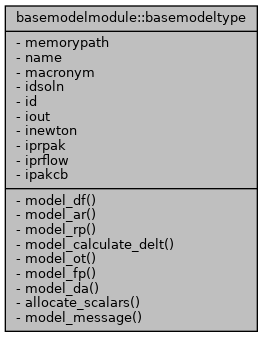 basemodelmodule::basemodeltype
- memorypath
- name
- macronym
- idsoln
- id
- iout
- inewton
- iprpak
- iprflow
- ipakcb
- model_df()
- model_ar()
- model_rp()
- model_calculate_delt()
- model_ot()
- model_fp()
- model_da()
- allocate_scalars()
- model_message()